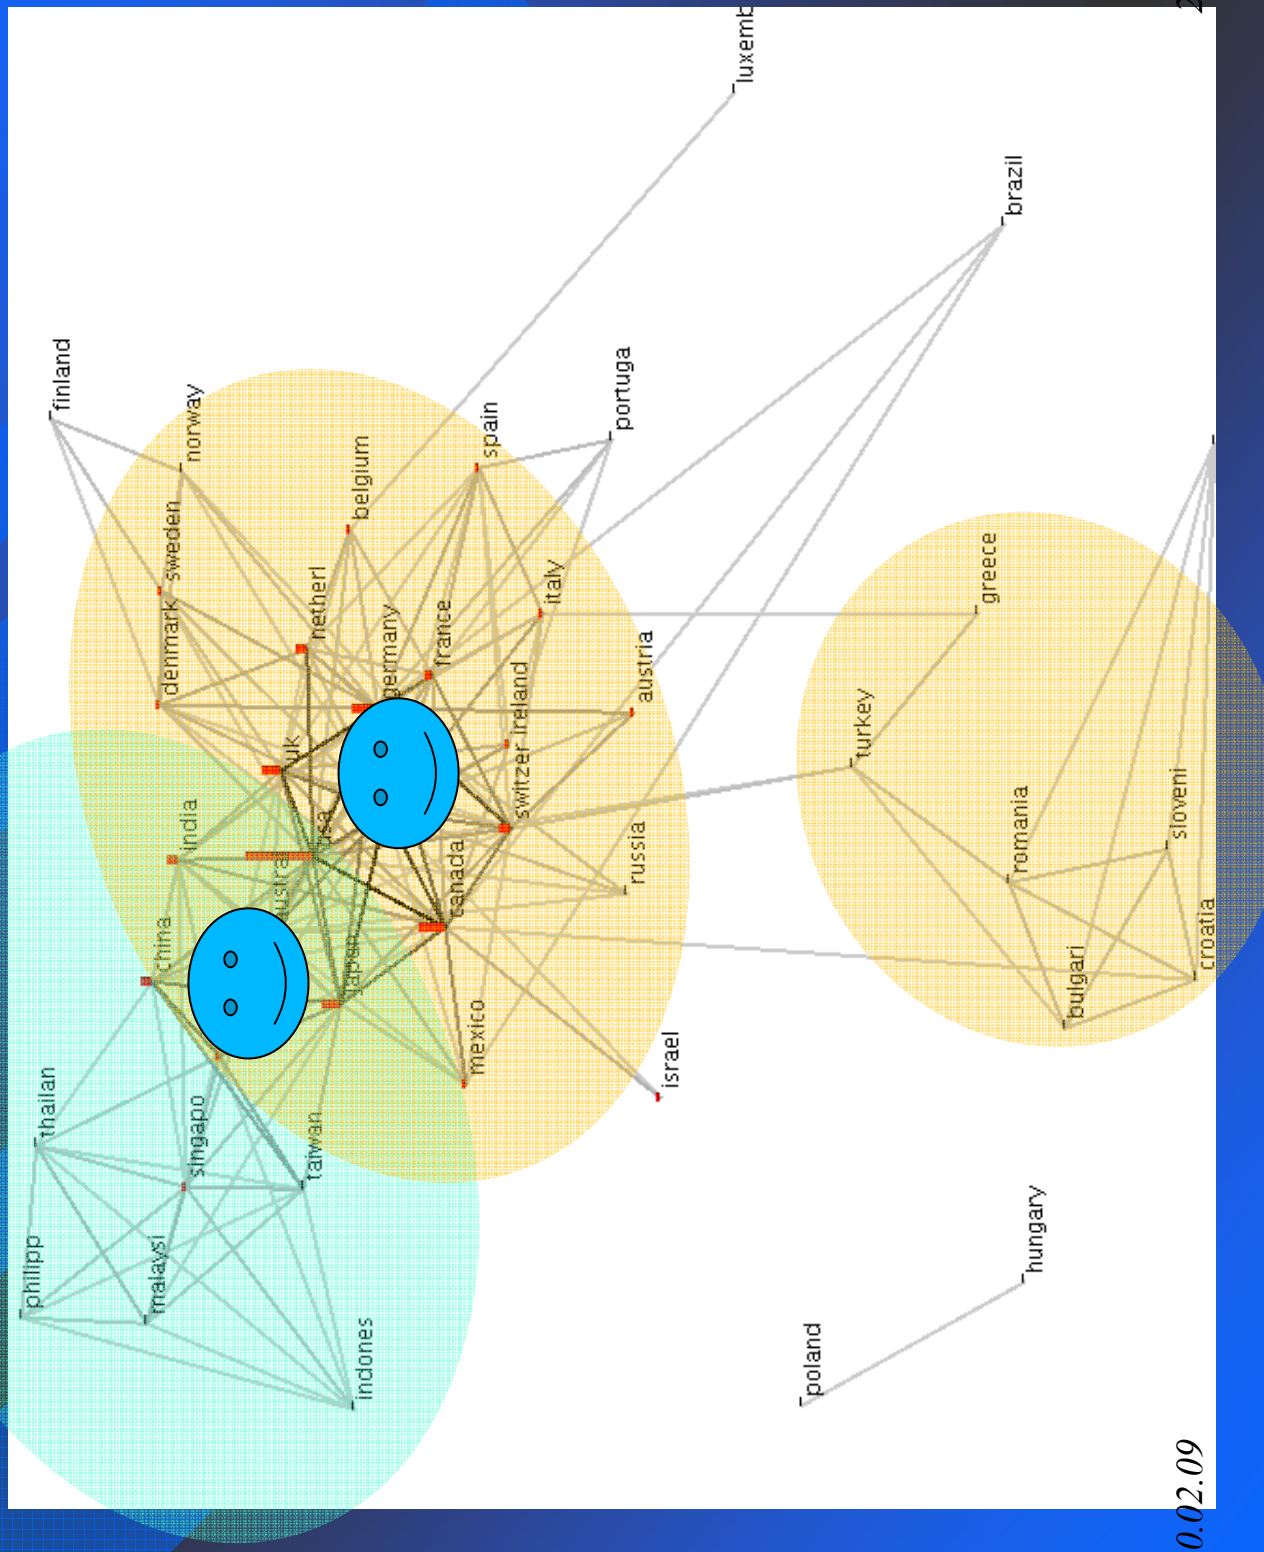 philipp
thailan
finland
malaysi
china
denmark
sweden
india
norway
singapo
austra
uk
taiwan
netherl
usa
japan
belgium
indones
germany
france
canada
mexico
spain
switzer
ireland
italy
portuga
russia
austria
israel
luxemb
poland
turkey
greece
brazil
romania
hungary
bulgari
sloveni
croatia
0.02.09